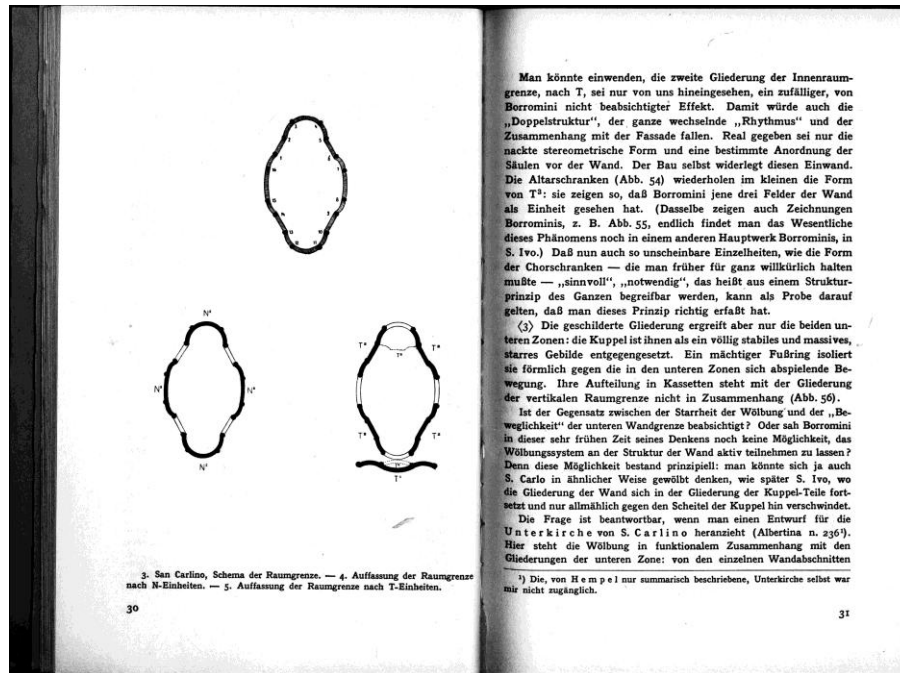 N²
N³
N⁴
N¹
T⁴
T³
T²
T¹
3. San Carlino, Schema der Raumgrenze. — 4. Auffassung der Raumgrenze
nach N-Einheiten. — 5. Auffassung der Raumgrenze nach T-Einheiten.
30
Man könnte einwenden, die zweite Gliederung der Innenraum-
grenze, nach T, sei nur von uns hineingesehen, ein zufälliger, von
Borromini nicht beabsichtigter Effekt. Damit würde auch die
„Doppelstruktur“, der ganze wechselnde „Rhythmus“ und der
Zusammenhang mit der Fassade fallen. Real gegeben sei nur die
nackte stereometrische Form und eine bestimmte Anordnung der
Säulen vor der Wand. Der Bau selbst widerlegt diesen Einwand.
Die Altarschranken (Abb. 54) wiederholen im kleinen die Form
von T³: sie zeigen so, daß Borromini jene drei Felder der Wand
als Einheit gesehen hat. (Dasselbe zeigen auch Zeichnungen
Borrominis, z. B. Abb. 55, endlich findet man das Wesentliche
dieses Phänomens noch in einem anderen Hauptwerk Borrominis, in
S. Ivo.) Daß nun auch so unscheinbare Einzelheiten, wie die Form
der Chorschranken — die man früher für ganz willkürlich halten
mußte — „sinnvoll“, „notwendig“, das heißt aus einem Struktur-
prinzip des Ganzen begreifbar werden, kann als Probe darauf
gelten, daß man dieses Prinzip richtig erfaßt hat.
⟨3⟩ Die geschilderte Gliederung ergreift aber nur die beiden un-
teren Zonen: die Kuppel ist ihnen als ein völlig stabiles und massives,
starres Gebilde entgegengesetzt. Ein mächtiger Fußring isoliert
sie förmlich gegen die in den unteren Zonen sich abspielende Be-
wegung. Ihre Aufteilung in Kassetten steht mit der Gliederung
der vertikalen Raumgrenze nicht in Zusammenhang (Abb. 56).
Ist der Gegensatz zwischen der Starrheit der Wölbung und der „Be-
weglichkeit“ der unteren Wandgrenze beabsichtigt? Oder sah Borromini
in dieser sehr frühen Zeit seines Denkens noch keine Möglichkeit, das
Wölbungssystem an der Struktur der Wand aktiv teilnehmen zu lassen?
Denn diese Möglichkeit bestand prinzipiell: man könnte sich ja auch
S. Carlo in ähnlicher Weise gewölbt denken, wie später S. Ivo, wo
die Gliederung der Wand sich in der Gliederung der Kuppel-Teile fort-
setzt und nur allmählich gegen den Scheitel der Kuppel hin verschwindet.
Die Frage ist beantwortbar, wenn man einen Entwurf für die
Unterkirche von S. Carlino heranzieht (Albertina n. 236¹).
Hier steht die Wölbung in funktionalem Zusammenhang mit den
Gliederungen der unteren Zone: von den einzelnen Wandabschnitten
¹) Die, von Hempel nur summarisch beschriebene, Unterkirche selbst war
mir nicht zugänglich.
31